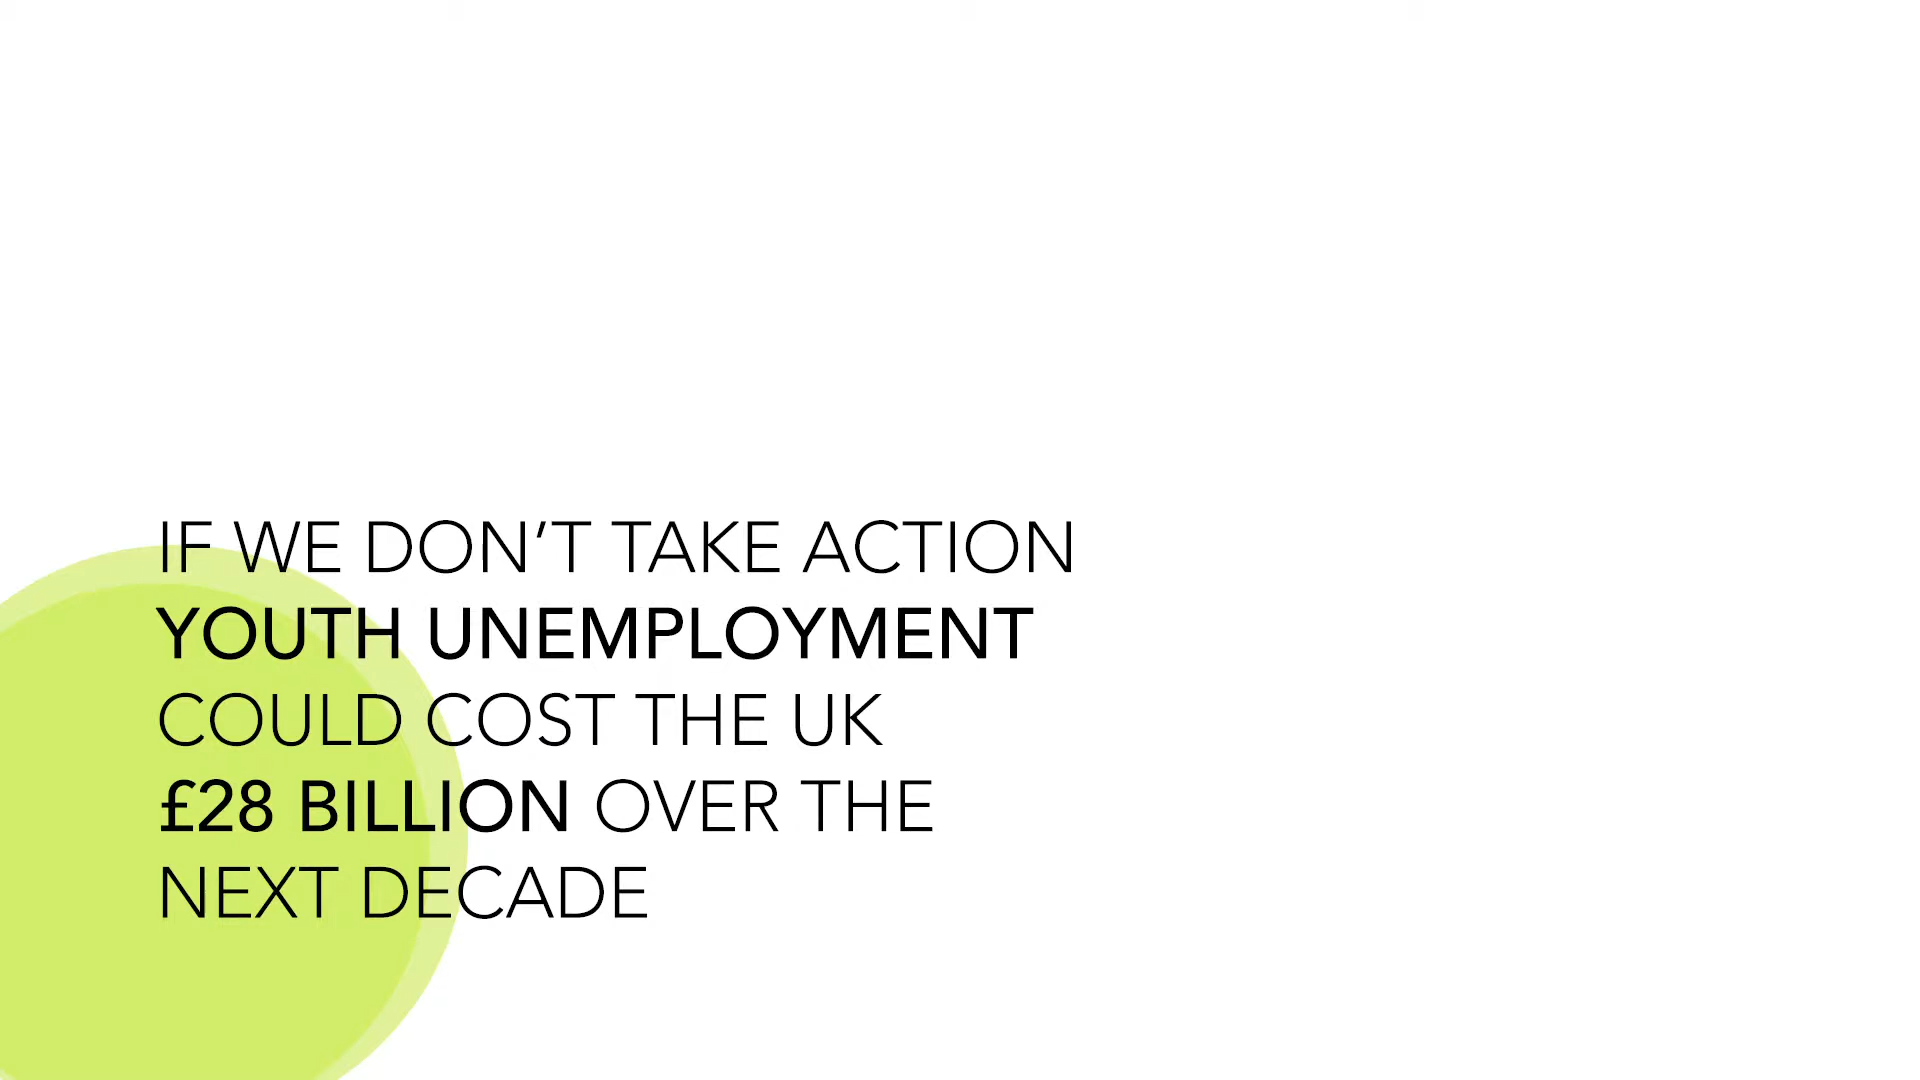 IF WE DON’T TAKE ACTION
YOUTH UNEMPLOYMENT
COULD COST THE UK
£28 BILLION OVER THE
NEXT DECADE